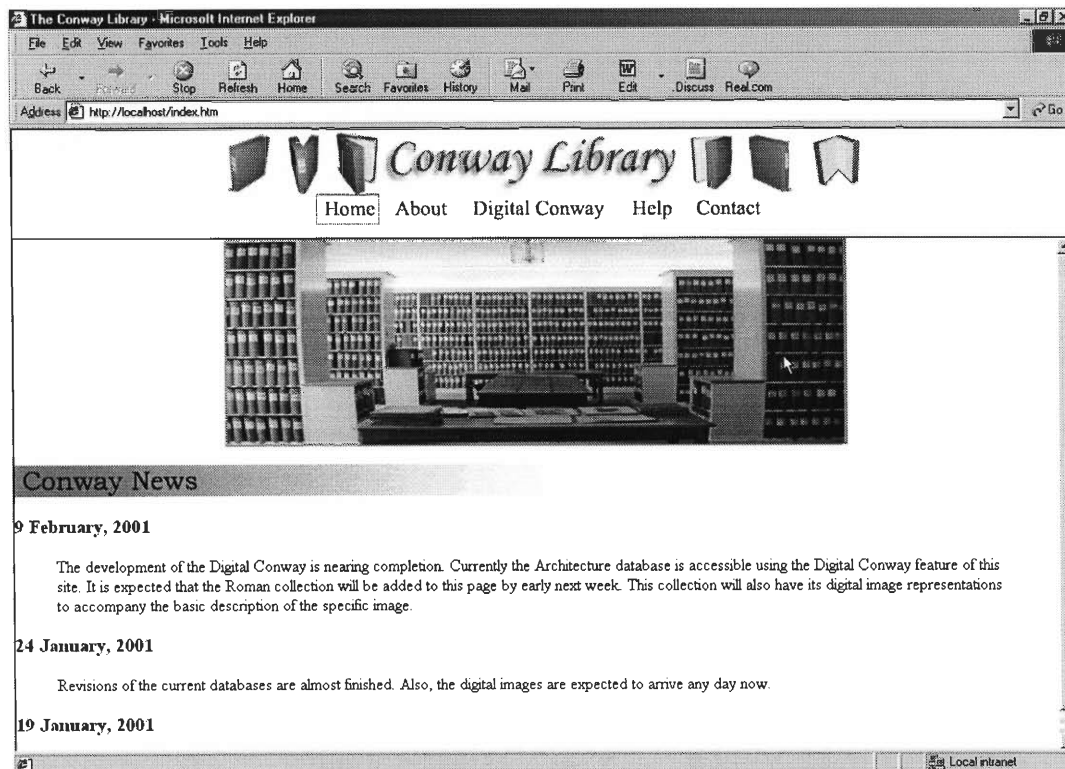 The Conway Library - Microsoft Internet Explorer
File Edit View Favorites Tools Help
Back Forward Stop Refresh Home Search Favorites History Mail Print Edit Discuss Real.com
Address http://localhost/index.htm Go
Conway Library
Home About Digital Conway Help Contact
Conway News
9 February, 2001
The development of the Digital Conway is nearing completion. Currently the Architecture database is accessible using the Digital Conway feature of this
site. It is expected that the Roman collection will be added to this page by early next week. This collection will also have its digital image representations
to accompany the basic description of the specific image.
24 January, 2001
Revisions of the current databases are almost finished. Also, the digital images are expected to arrive any day now.
19 January, 2001
Local intranet